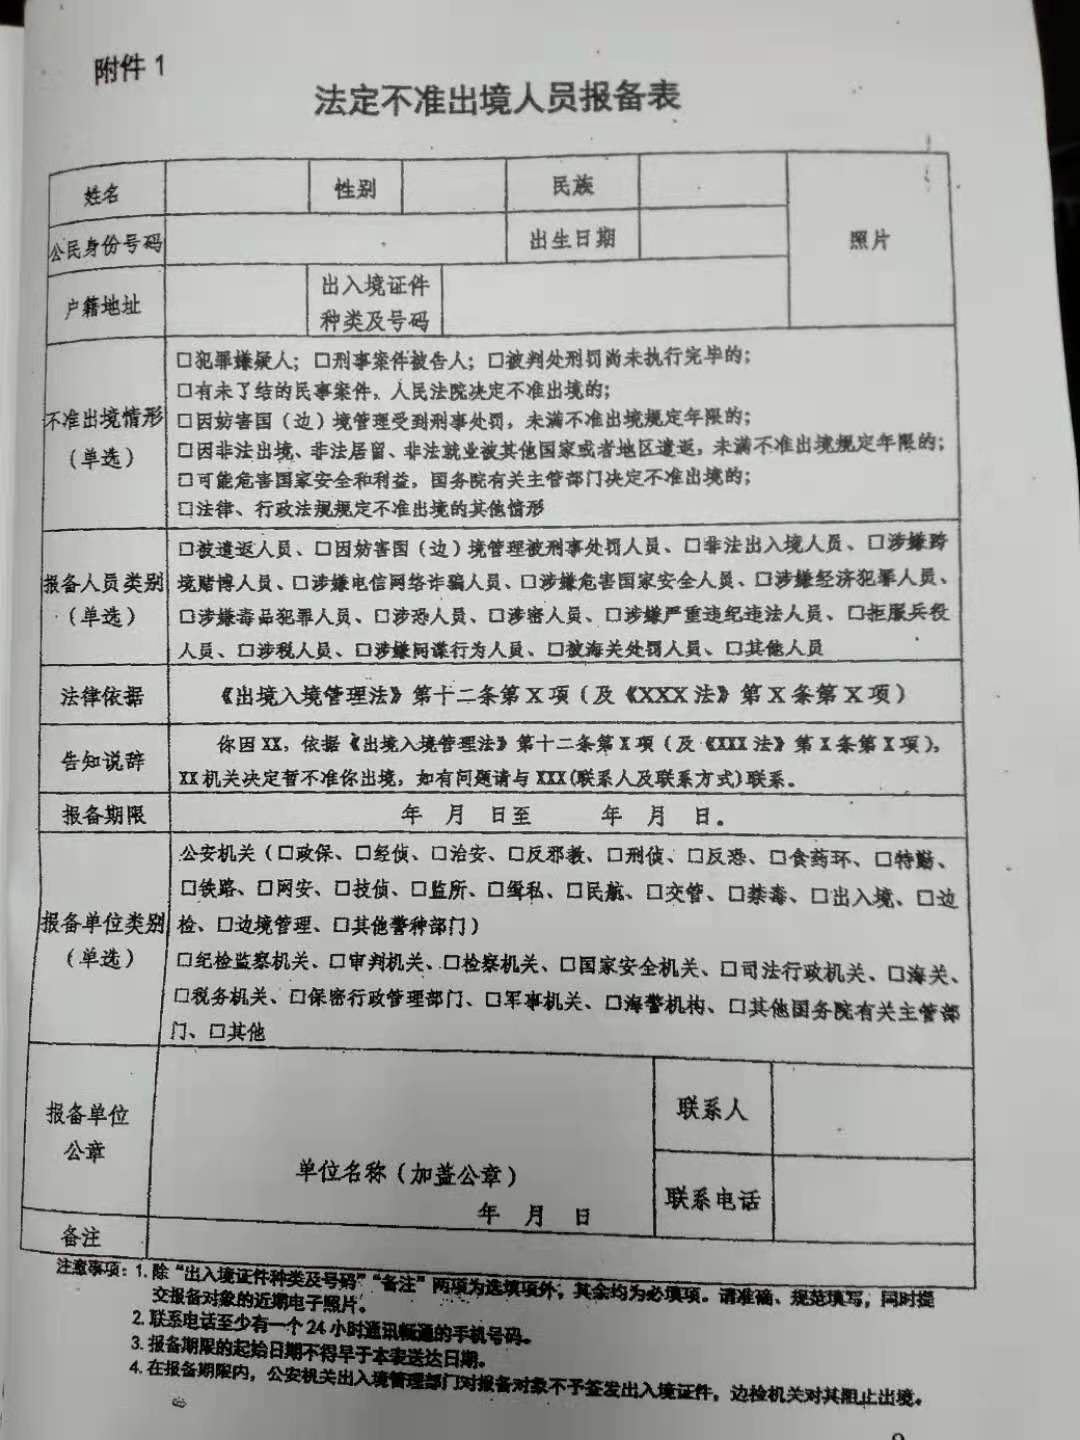 附件 1
法定不准出境人员报备表
姓名 性别 民族 照片
公民身份号码 出生日期
户籍地址 出入境证件
种类及号码
不准出境情形
（单选）
□犯罪嫌疑人；□刑事案件被告人；□被判处刑罚尚未执行完毕的；
□有未了结的民事案件，人民法院决定不准出境的；
□因妨害国（边）境管理受到刑事处罚，未满不准出境规定年限的；
□因非法出境、非法居留、非法就业被其他国家或者地区遣返，未满不准出境规定年限的；
□可能危害国家安全和利益，国务院有关主管部门决定不准出境的；
□法律、行政法规规定不准出境的其他情形
报备人员类别
（单选）
□被遣返人员、□因妨害国（边）境管理被刑事处罚人员、□非法出入境人员、□涉嫌跨
境赌博人员、□涉嫌电信网络诈骗人员、□涉嫌危害国家安全人员、□涉嫌经济犯罪人员、
□涉嫌毒品犯罪人员、□涉恐人员、□涉密人员、□涉嫌严重违纪违法人员、□拒服兵役
人员、□涉税人员、□涉嫌间谍行为人员、□被海关处罚人员、□其他人员
法律依据 《出境入境管理法》第十二条第 X 项（及《XXX 法》第 X 条第 X 项）
告知说辞
你因 XX，依据《出境入境管理法》第十二条第 X 项（及《XXX 法》第 X 条第 X 项），
XX 机关决定暂不准你出境，如有问题请与 XXX(联系人及联系方式)联系。
报备期限 年 月 日至 年 月 日。
报备单位类别
（单选）
公安机关（□政保、□经侦、□治安、□反邪教、□刑侦、□反恐、□食药环、□特勤、
□铁路、□网安、□技侦、□监所、□缉私、□民航、□交管、□禁毒、□出入境、□边
检、□边境管理、□其他警种部门）
□纪检监察机关、□审判机关、□检察机关、□国家安全机关、□司法行政机关、□海关、
□税务机关、□保密行政管理部门、□军事机关、□海警机构、□其他国务院有关主管部
门、□其他
报备单位
公章
单位名称（加盖公章）
年 月 日
联系人
联系电话
备注
注意事项：1. 除“出入境证件种类及号码”“备注”两项为选填项外，其余均为必填项。请准确、规范填写，同时提
交报备对象的近期电子照片。
2. 联系电话至少有一个 24 小时通讯畅通的手机号码。
3. 报备期限的起始日期不得早于本表送达日期。
4. 在报备期限内，公安机关出入境管理部门对报备对象不予签发出入境证件，边检机关对其阻止出境。